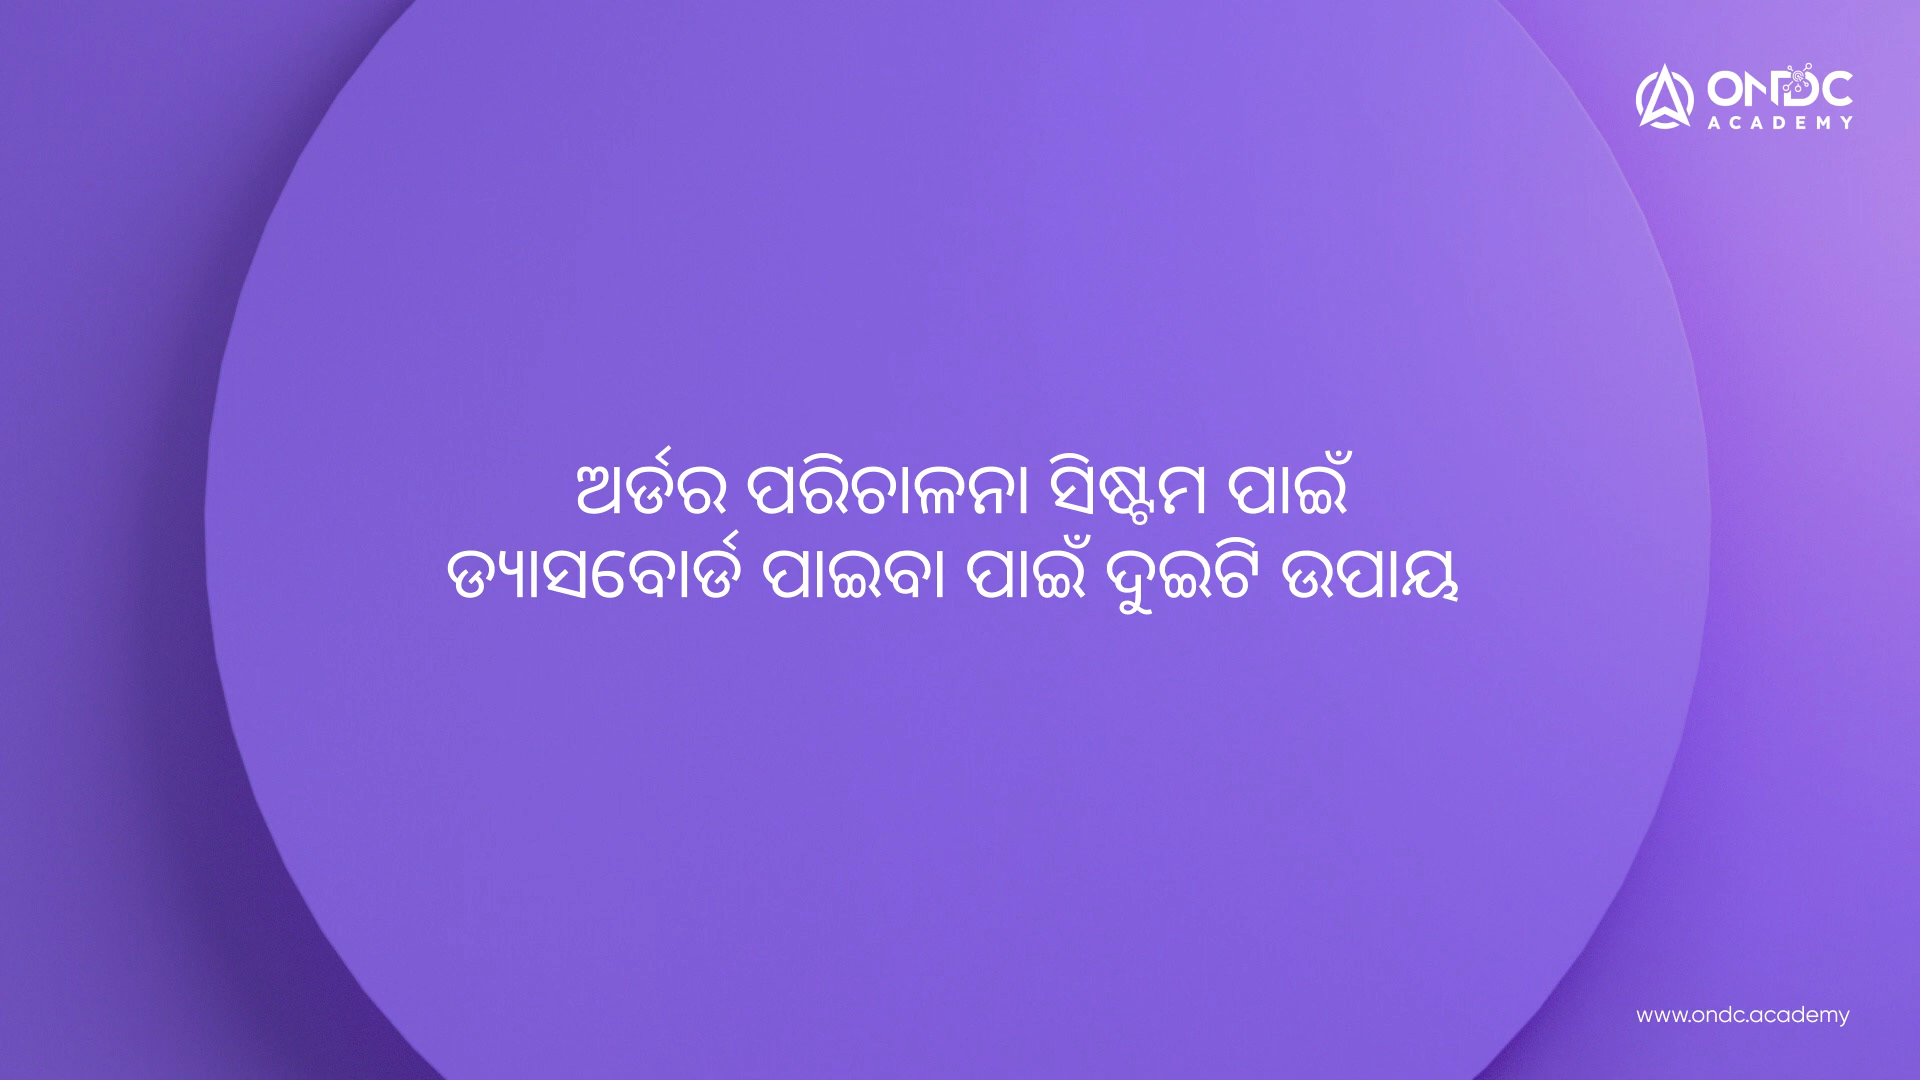 ONDC
ACADEMY
ଅର୍ଡର ପରିଚାଳନା ସିଷ୍ଟମ ପାଇଁ
ଡ୍ୟାସବୋର୍ଡ ପାଇବା ପାଇଁ ଦୁଇଟି ଉପାୟ
www.ondc.academy